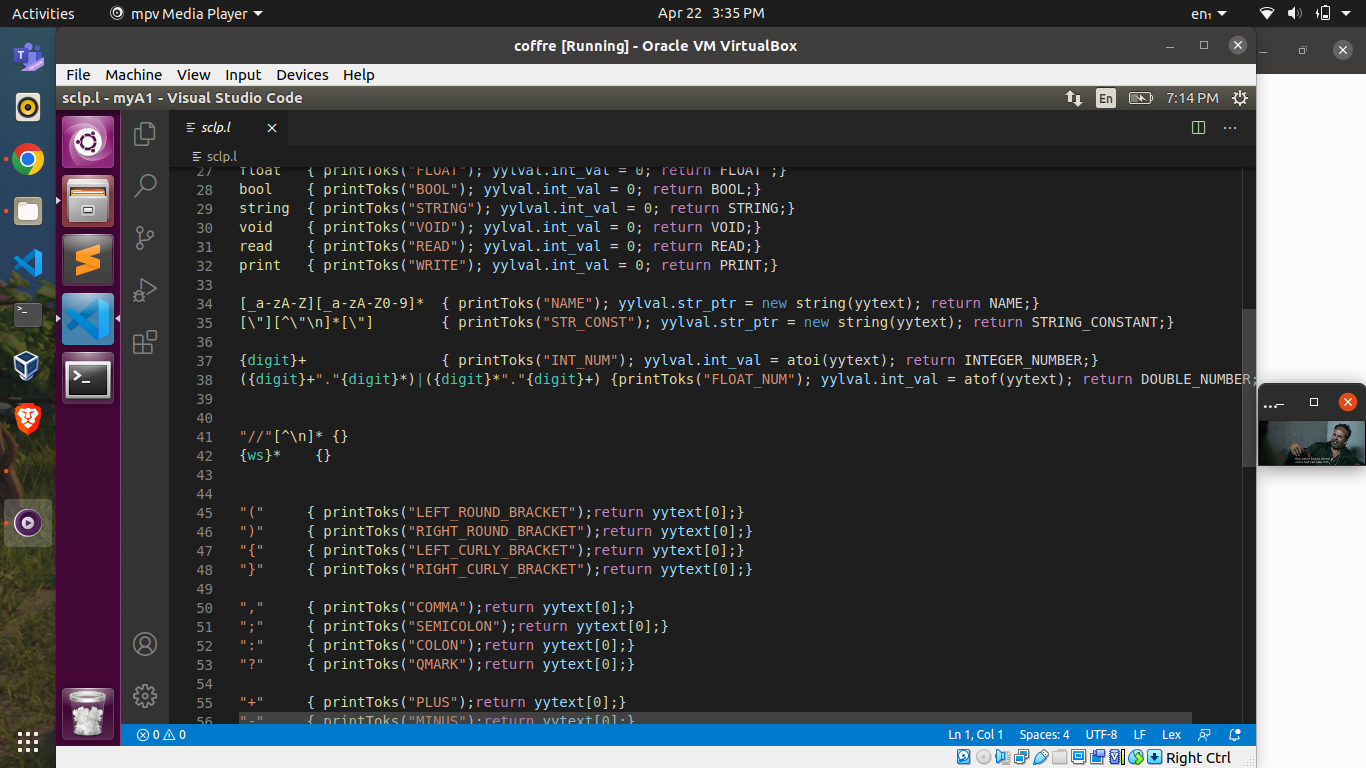 Activities
mpv Media Player
Apr 22 3:35 PM
en₁
coffre [Running] - Oracle VM VirtualBox
File Machine View Input Devices Help
sclp.l - myA1 - Visual Studio Code
En
7:14 PM
sclp.l
sclp.l
27 float { printToks("FLOAT"); yylval.int_val = 0; return FLOAT ;}
28 bool { printToks("BOOL"); yylval.int_val = 0; return BOOL;}
29 string { printToks("STRING"); yylval.int_val = 0; return STRING;}
30 void { printToks("VOID"); yylval.int_val = 0; return VOID;}
31 read { printToks("READ"); yylval.int_val = 0; return READ;}
32 print { printToks("WRITE"); yylval.int_val = 0; return PRINT;}
33
34 [_a-zA-Z][_a-zA-Z0-9]* { printToks("NAME"); yylval.str_ptr = new string(yytext); return NAME;}
35 [\"][^\"\n]*[\"] { printToks("STR_CONST"); yylval.str_ptr = new string(yytext); return STRING_CONSTANT;}
36
37 {digit}+ { printToks("INT_NUM"); yylval.int_val = atoi(yytext); return INTEGER_NUMBER;}
38 ({digit}+"."{digit}*)|({digit}*"."{digit}+) {printToks("FLOAT_NUM"); yylval.int_val = atof(yytext); return DOUBLE_NUMBER;
39
40
41 "//"[^\n]* {}
42 {ws}* {}
43
44
45 "(" { printToks("LEFT_ROUND_BRACKET");return yytext[0];}
46 ")" { printToks("RIGHT_ROUND_BRACKET");return yytext[0];}
47 "{" { printToks("LEFT_CURLY_BRACKET");return yytext[0];}
48 "}" { printToks("RIGHT_CURLY_BRACKET");return yytext[0];}
49
50 "," { printToks("COMMA");return yytext[0];}
51 ";" { printToks("SEMICOLON");return yytext[0];}
52 ":" { printToks("COLON");return yytext[0];}
53 "?" { printToks("QMARK");return yytext[0];}
54
55 "+" { printToks("PLUS");return yytext[0];}
56 "-" { printToks("MINUS");return yytext[0];}
0 0
Ln 1, Col 1 Spaces: 4 UTF-8 LF Lex
Right Ctrl